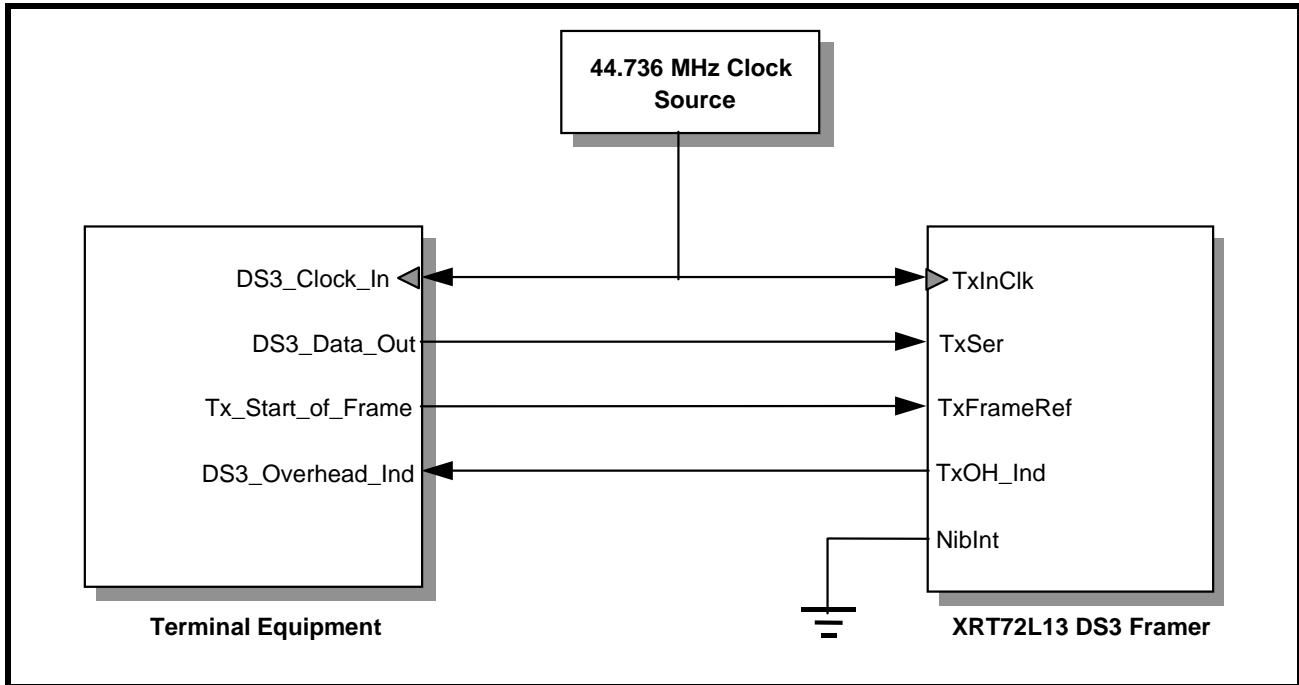 44.736 MHz Clock
Source
DS3_Clock_In
TxInClk
DS3_Data_Out
TxSer
Tx_Start_of_Frame
TxFrameRef
DS3_Overhead_Ind
TxOH_Ind
NibInt
Terminal Equipment
XRT72L13 DS3 Framer